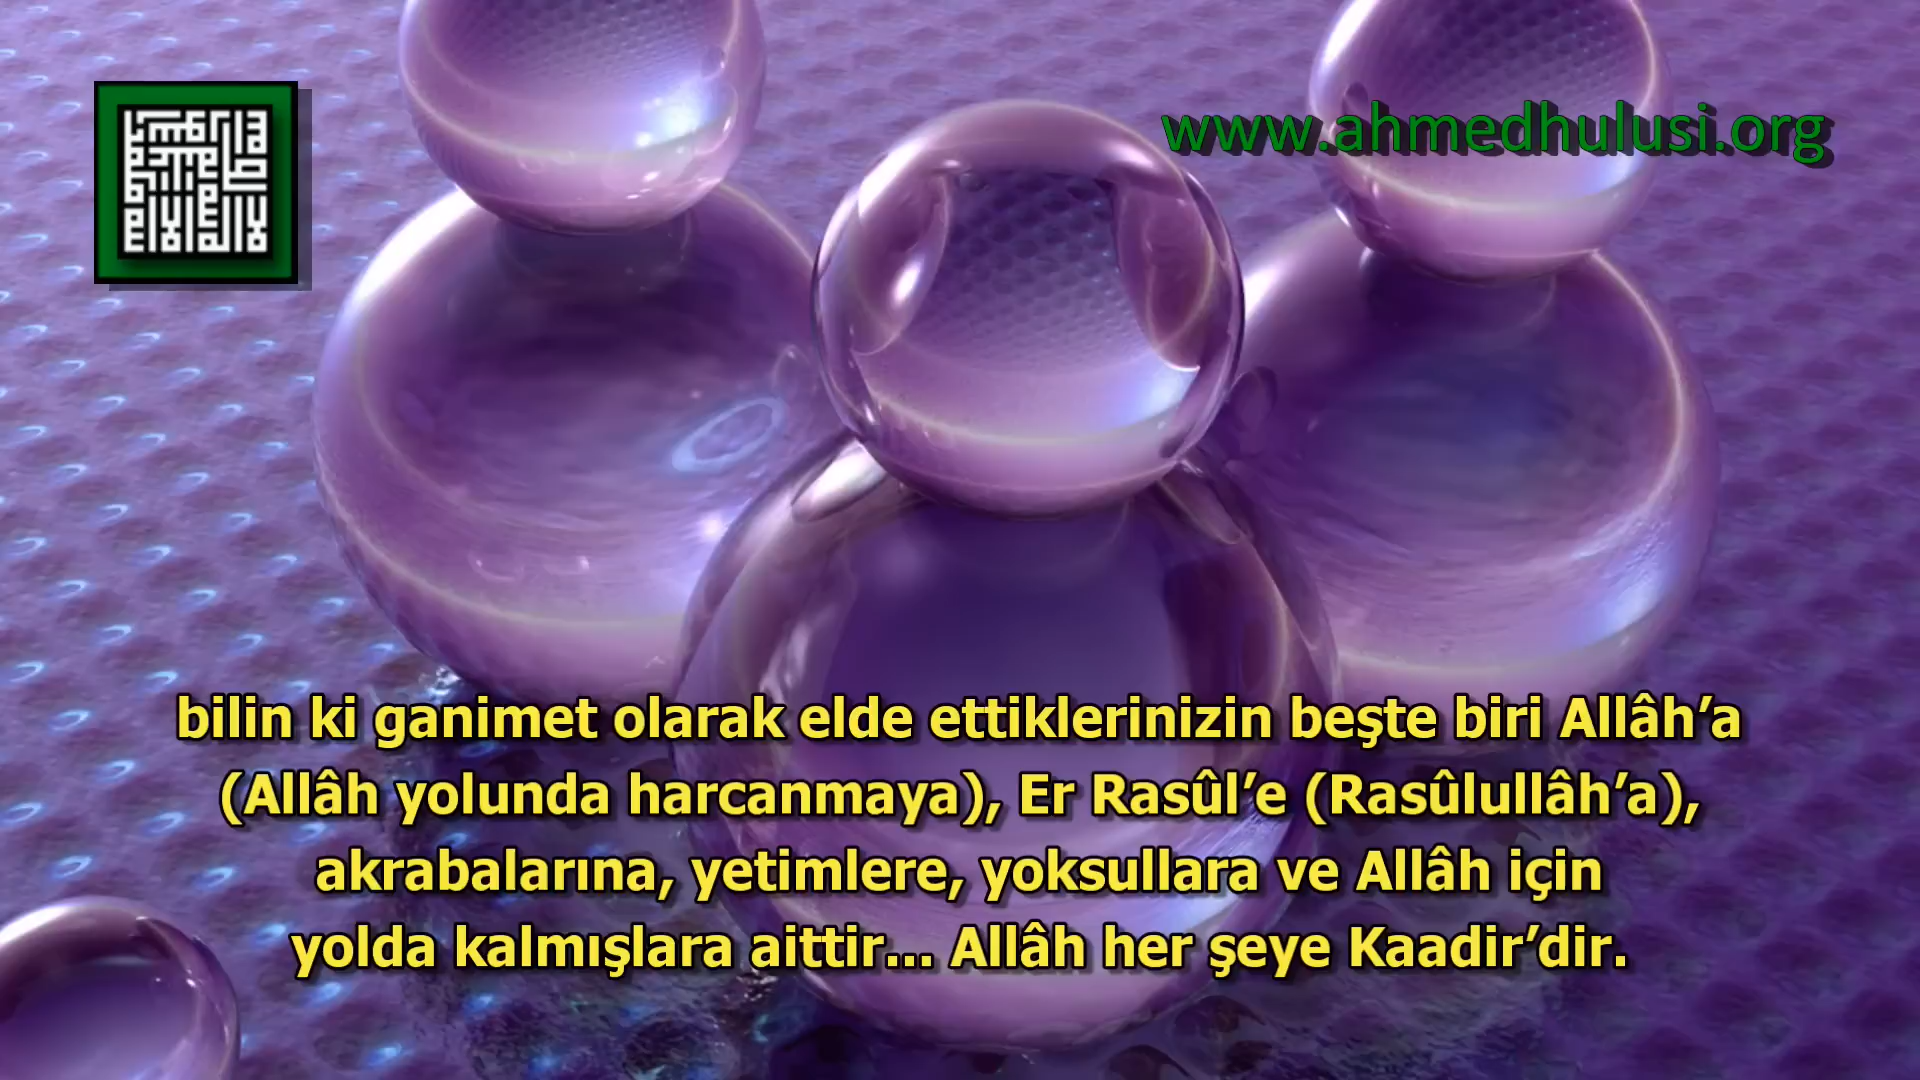 www.ahmedhulusi.org
bilin ki ganimet olarak elde ettiklerinizin beşte biri Allâh’a
(Allâh yolunda harcanmaya), Er Rasûl’e (Rasûlullâh’a),
akrabalarına, yetimlere, yoksullara ve Allâh için
yolda kalmışlara aittir... Allâh her şeye Kaadir’dir.